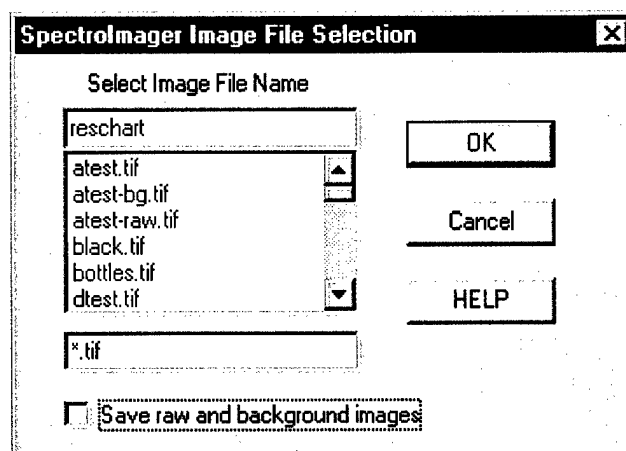 SpectroImager Image File Selection
Select Image File Name
reschart
atest.tif
atest-bg.tif
atest-raw.tif
black.tif
bottles.tif
dtest.tif
*.tif
Save raw and background images
OK
Cancel
HELP